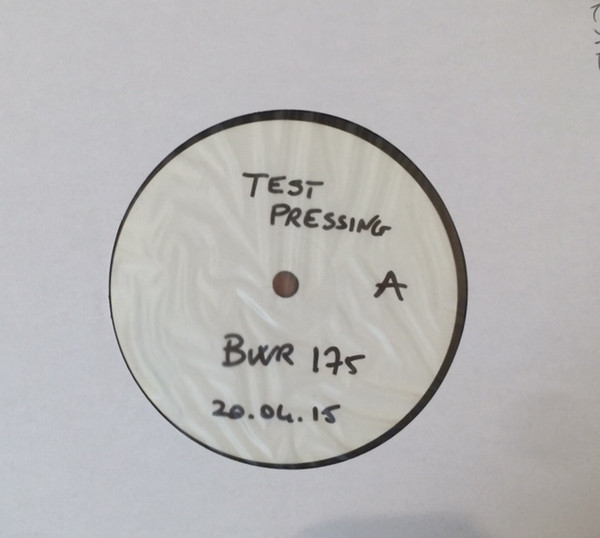 TEST
PRESSING
A
BWR 175
20.04.15